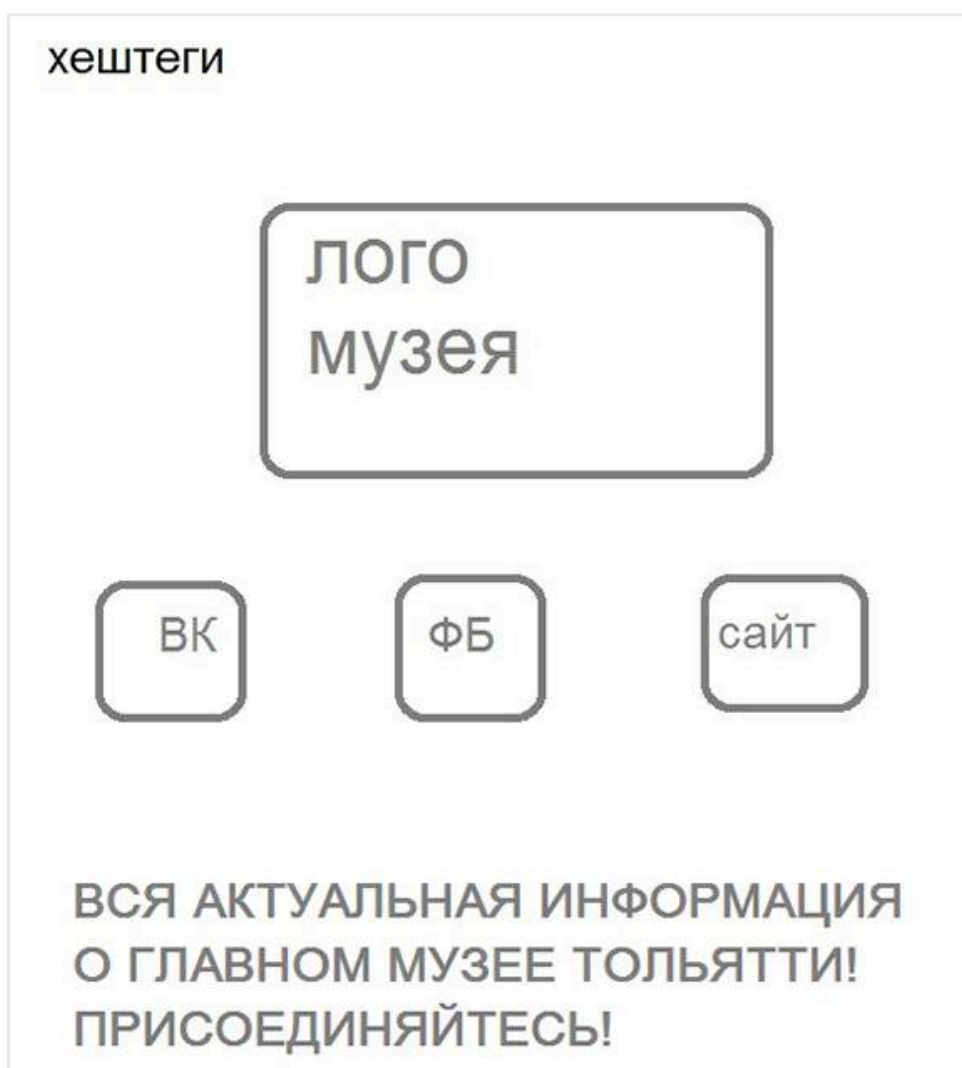 хештеги
лого
музея
ВК
ФБ
сайт
ВСЯ АКТУАЛЬНАЯ ИНФОРМАЦИЯ
О ГЛАВНОМ МУЗЕЕ ТОЛЬЯТТИ!
ПРИСОЕДИНЯЙТЕСЬ!